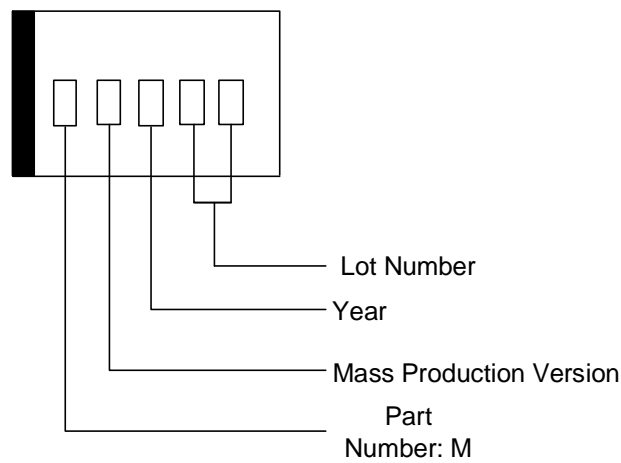 Lot Number
Year
Mass Production Version
Part
Number: M